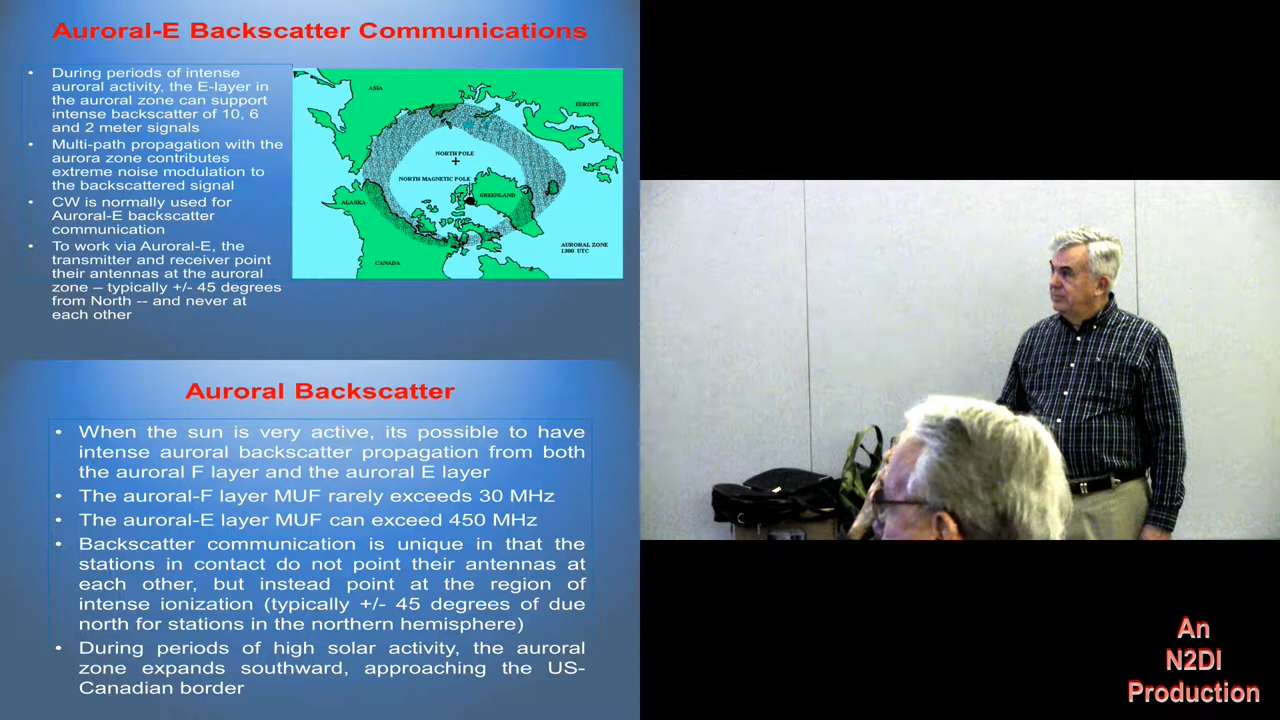 Auroral-E Backscatter Communications
• During periods of intense
auroral activity, the E-layer in
the auroral zone can support
intense backscatter of 10, 6
and 2 meter signals
• Multi-path propagation with the
aurora zone contributes
extreme noise modulation to
the backscattered signal
• CW is normally used for
Auroral-E backscatter
communication
• To work via Auroral-E, the
transmitter and receiver point
their antennas at the auroral
zone – typically +/- 45 degrees
from North -- and never at
each other
ASIA
EUROPE
NORTH POLE
NORTH MAGNETIC POLE
GREENLAND
ALASKA
CANADA
AURORAL ZONE
1300 UTC
Auroral Backscatter
• When the sun is very active, its possible to have
intense auroral backscatter propagation from both
the auroral F layer and the auroral E layer
• The auroral-F layer MUF rarely exceeds 30 MHz
• The auroral-E layer MUF can exceed 450 MHz
• Backscatter communication is unique in that the
stations in contact do not point their antennas at
each other, but instead point at the region of
intense ionization (typically +/- 45 degrees of due
north for stations in the northern hemisphere)
• During periods of high solar activity, the auroral
zone expands southward, approaching the US-
Canadian border
An
N2DI
Production